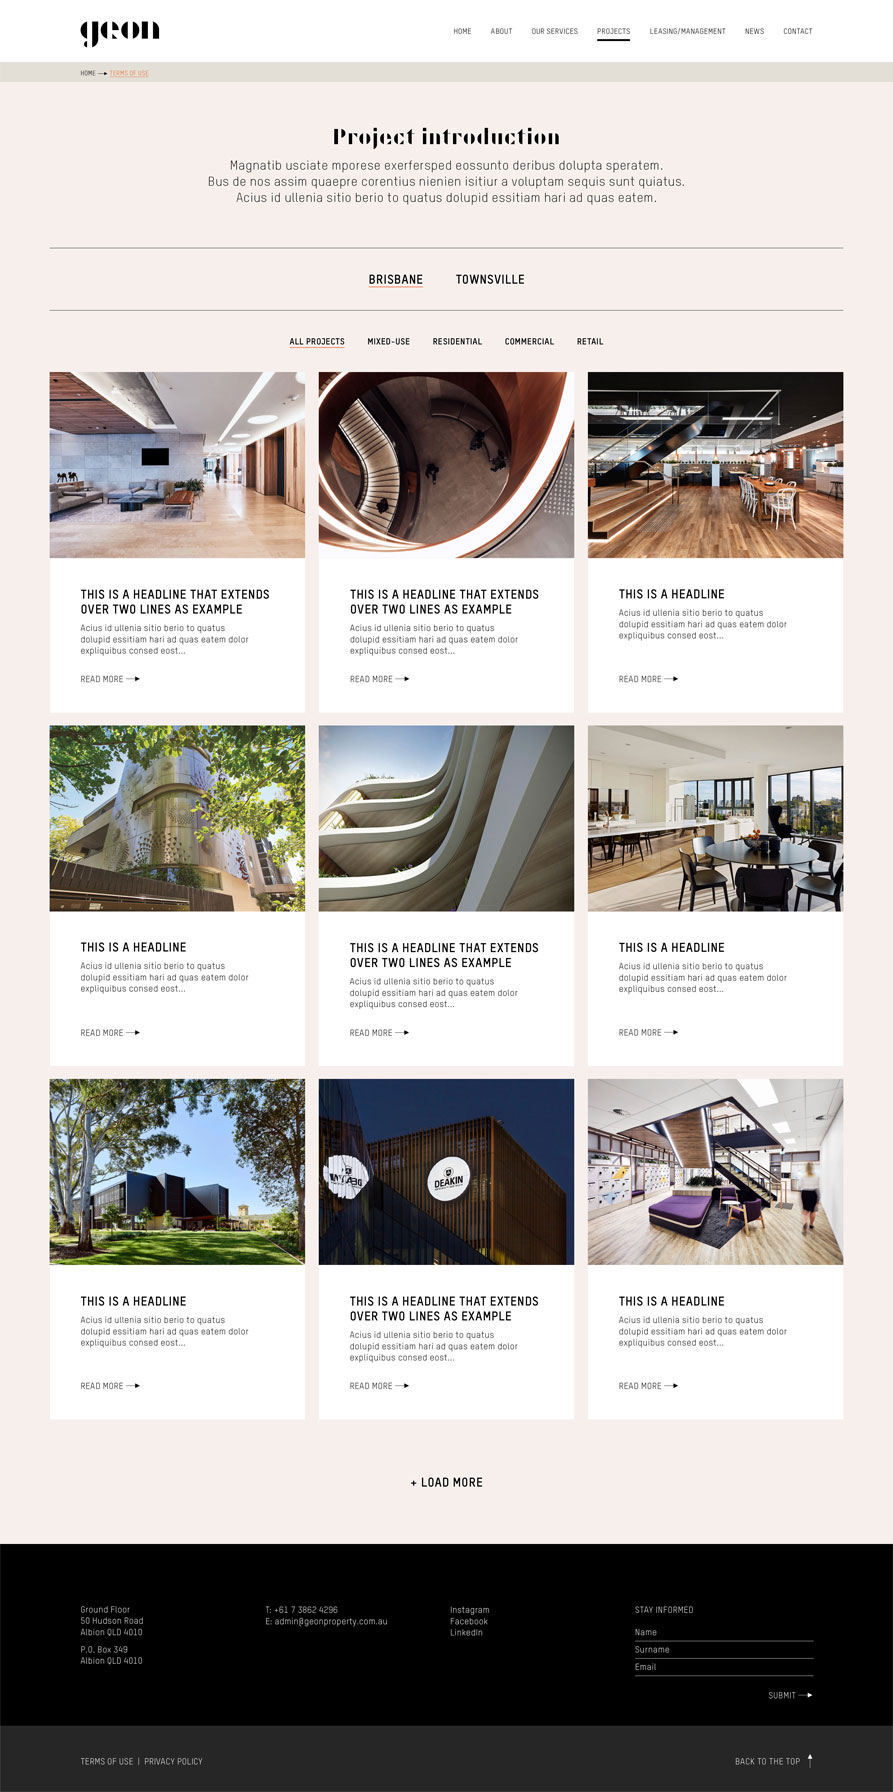 geon
HOME ABOUT OUR SERVICES PROJECTS LEASING/MANAGEMENT NEWS CONTACT
HOME TERMS OF USE
Project introduction
Magnatib usciate mporese exerfersped eossunto deribus dolupta speratem.
Bus de nos assim quaepre corentius nienien isitiur a voluptam sequis sunt quiatus.
Acius id ullenia sitio berio to quatus dolupid essitiam hari ad quas eatem.
BRISBANE TOWNSVILLE
ALL PROJECTS MIXED-USE RESIDENTIAL COMMERCIAL RETAIL
THIS IS A HEADLINE THAT EXTENDS
OVER TWO LINES AS EXAMPLE
Acius id ullenia sitio berio to quatus
dolupid essitiam hari ad quas eatem dolor
expliquibus consed eost...
READ MORE
THIS IS A HEADLINE THAT EXTENDS
OVER TWO LINES AS EXAMPLE
Acius id ullenia sitio berio to quatus
dolupid essitiam hari ad quas eatem dolor
expliquibus consed eost...
READ MORE
THIS IS A HEADLINE
Acius id ullenia sitio berio to quatus
dolupid essitiam hari ad quas eatem dolor
expliquibus consed eost...
READ MORE
THIS IS A HEADLINE
Acius id ullenia sitio berio to quatus
dolupid essitiam hari ad quas eatem dolor
expliquibus consed eost...
READ MORE
THIS IS A HEADLINE THAT EXTENDS
OVER TWO LINES AS EXAMPLE
Acius id ullenia sitio berio to quatus
dolupid essitiam hari ad quas eatem dolor
expliquibus consed eost...
READ MORE
THIS IS A HEADLINE
Acius id ullenia sitio berio to quatus
dolupid essitiam hari ad quas eatem dolor
expliquibus consed eost...
READ MORE
DEAKIN
THIS IS A HEADLINE
Acius id ullenia sitio berio to quatus
dolupid essitiam hari ad quas eatem dolor
expliquibus consed eost...
READ MORE
THIS IS A HEADLINE THAT EXTENDS
OVER TWO LINES AS EXAMPLE
Acius id ullenia sitio berio to quatus
dolupid essitiam hari ad quas eatem dolor
expliquibus consed eost...
READ MORE
THIS IS A HEADLINE
Acius id ullenia sitio berio to quatus
dolupid essitiam hari ad quas eatem dolor
expliquibus consed eost...
READ MORE
+ LOAD MORE
Ground Floor
50 Hudson Road
Albion QLD 4010
P.O. Box 349
Albion QLD 4010
T: +61 7 3862 4296
E: admin@geonproperty.com.au
Instagram
Facebook
LinkedIn
STAY INFORMED
Name
Surname
Email
SUBMIT
TERMS OF USE | PRIVACY POLICY
BACK TO THE TOP